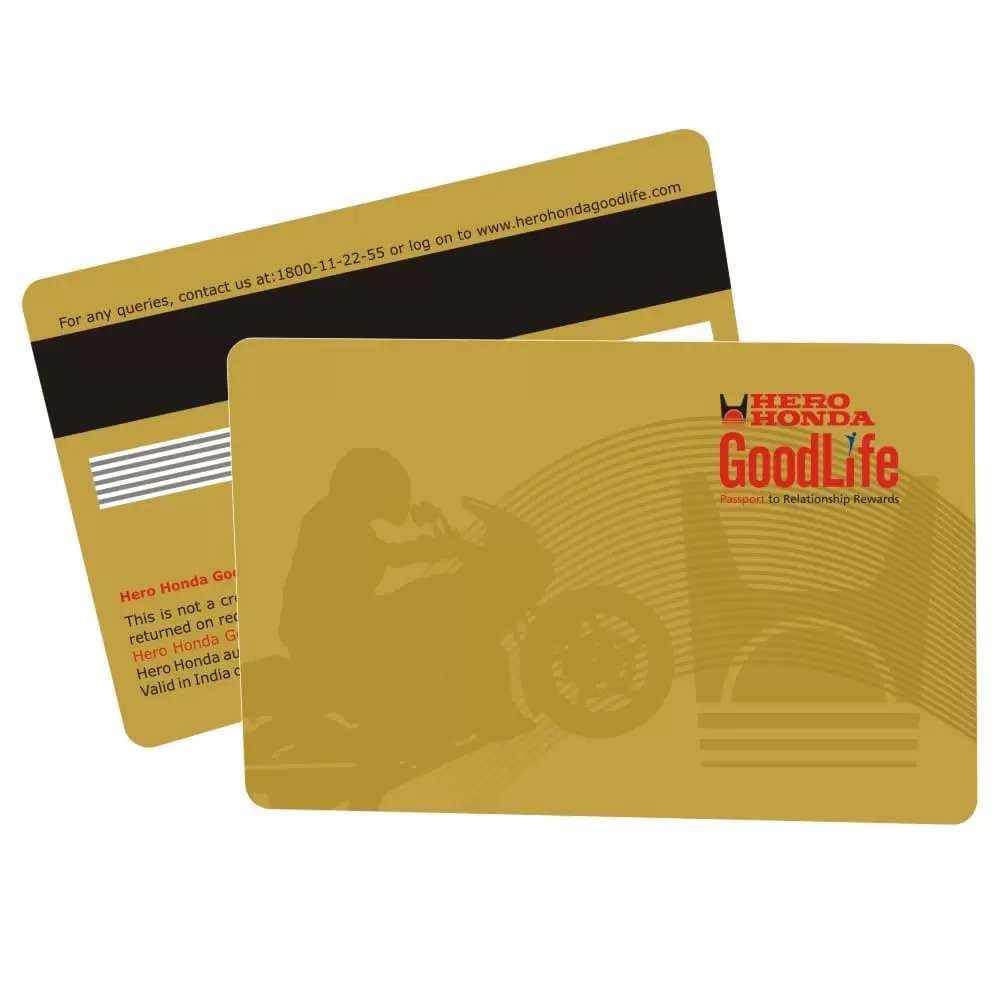 For any queries, contact us at:1800-11-22-55 or log on to www.herohondagoodlife.com
HERO
HONDA
GoodLife
Passport to Relationship Rewards
Hero Honda
This is not a
returned on
Hero Honda
Hero Honda
Valid in India